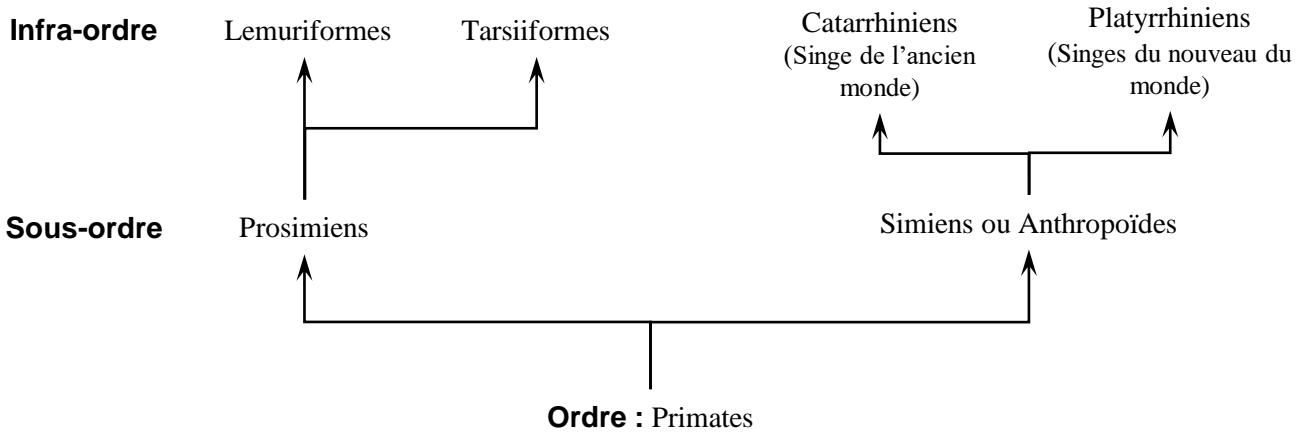 Infra-ordre Lemuriformes Tarsiiformes
Catarrhiniens
(Singe de l'ancien
monde)
Platyrrhiniens
(Singes du nouveau du
monde)
Sous-ordre Prosimiens Simiens ou Anthropoïdes
Ordre : Primates